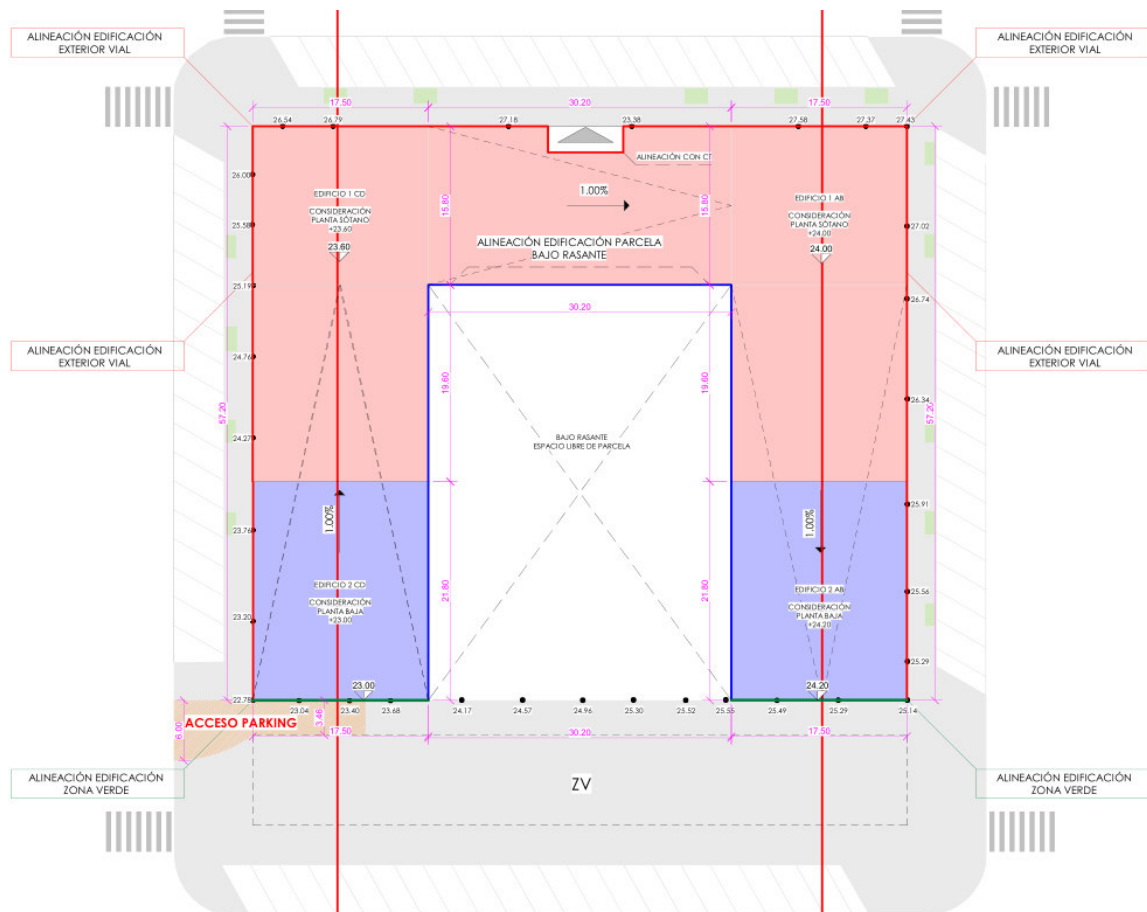 ALINEACIÓN EDIFICACIÓN
EXTERIOR VIAL
ALINEACIÓN EDIFICACIÓN
EXTERIOR VIAL
17.50
30.20
17.50
26.54
26.79
27.18
23.38
27.58
27.37
27.43
ALINEACIÓN CON CT
26.00
EDIFICIO 1 CD
CONSIDERACIÓN
PLANTA SÓTANO
+23.60
23.60
15.80
1.00%
15.80
EDIFICIO 1 AB
CONSIDERACIÓN
PLANTA SÓTANO
+24.00
24.00
25.58
27.02
ALINEACIÓN EDIFICACIÓN PARCELA
BAJO RASANTE
25.19
26.74
30.20
ALINEACIÓN EDIFICACIÓN
EXTERIOR VIAL
ALINEACIÓN EDIFICACIÓN
EXTERIOR VIAL
24.76
19.60
19.60
26.34
57.20
57.20
24.27
BAJO RASANTE
ESPACIO LIBRE DE PARCELA
25.91
23.76
1.00%
1.00%
EDIFICIO 2 CD
CONSIDERACIÓN
PLANTA BAJA
+23.00
21.80
21.80
EDIFICIO 2 AB
CONSIDERACIÓN
PLANTA BAJA
+24.20
25.56
23.20
25.29
22.78
23.00
24.20
23.04
23.40
23.68
24.17
24.57
24.96
25.30
25.52
25.55
25.49
25.29
25.14
6.00
ACCESO PARKING
3.46
17.50
30.20
17.50
ALINEACIÓN EDIFICACIÓN
ZONA VERDE
ZV
ALINEACIÓN EDIFICACIÓN
ZONA VERDE